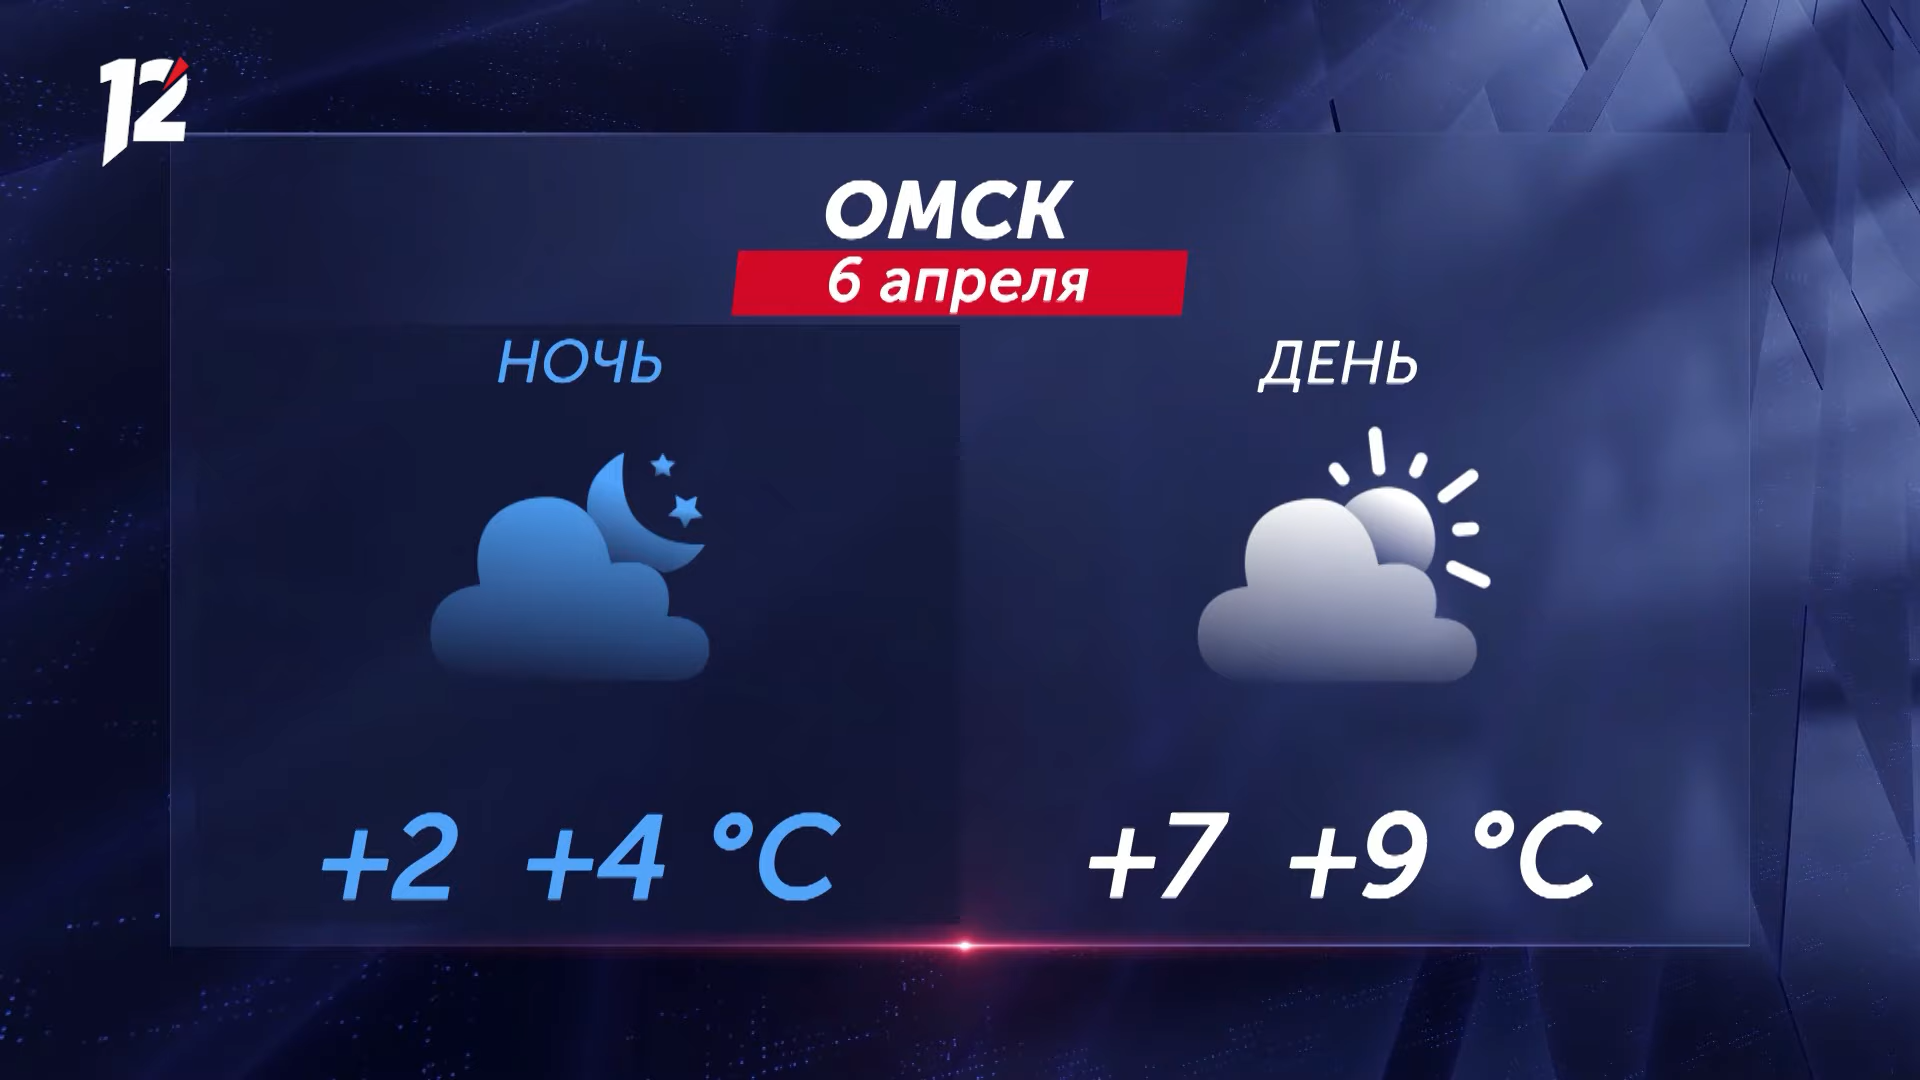 12
ОМСК
6 апреля
НОЧЬ
ДЕНЬ
+2 +4 °C
+7 +9 °C